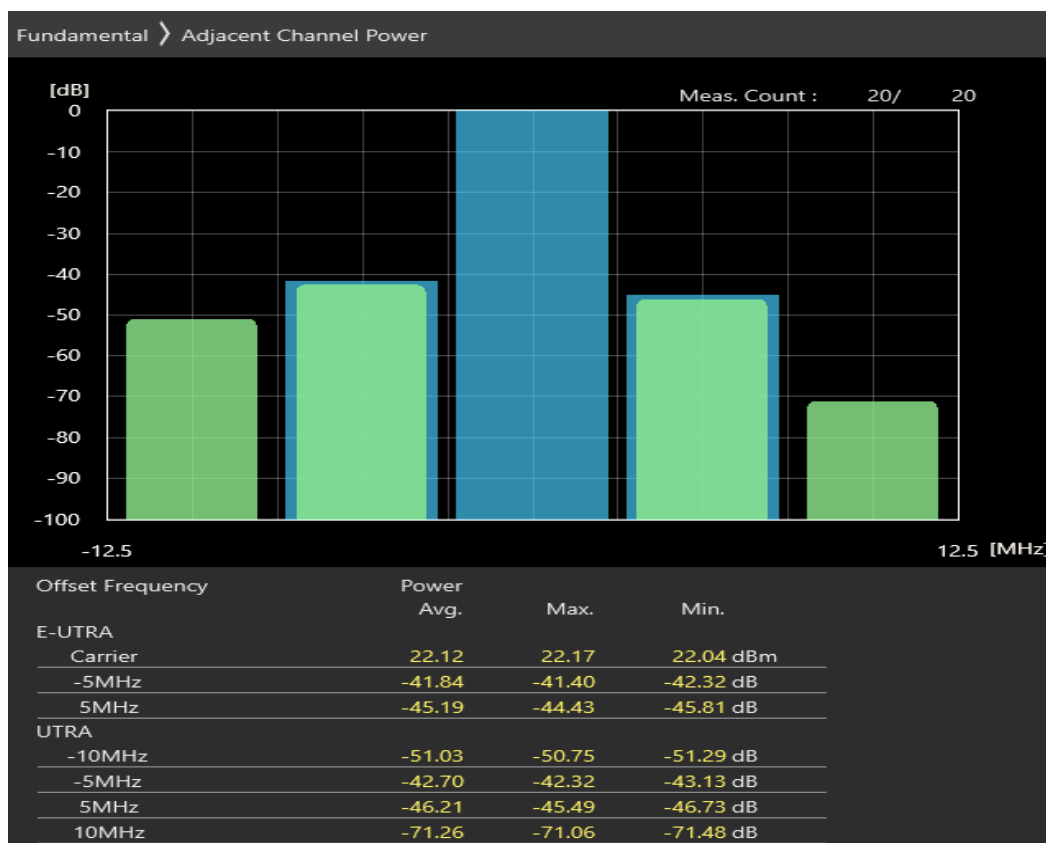 Fundamental 〉 Adjacent Channel Power
[dB]
Meas. Count : 20/ 20
0
-10
-20
-30
-40
-50
-60
-70
-80
-90
-100
-12.5 12.5 [MHz]
Offset Frequency Power
Avg. Max. Min.
E-UTRA
Carrier 22.12 22.17 22.04 dBm
-5MHz -41.84 -41.40 -42.32 dB
5MHz -45.19 -44.43 -45.81 dB
UTRA
-10MHz -51.03 -50.75 -51.29 dB
-5MHz -42.70 -42.32 -43.13 dB
5MHz -46.21 -45.49 -46.73 dB
10MHz -71.26 -71.06 -71.48 dB